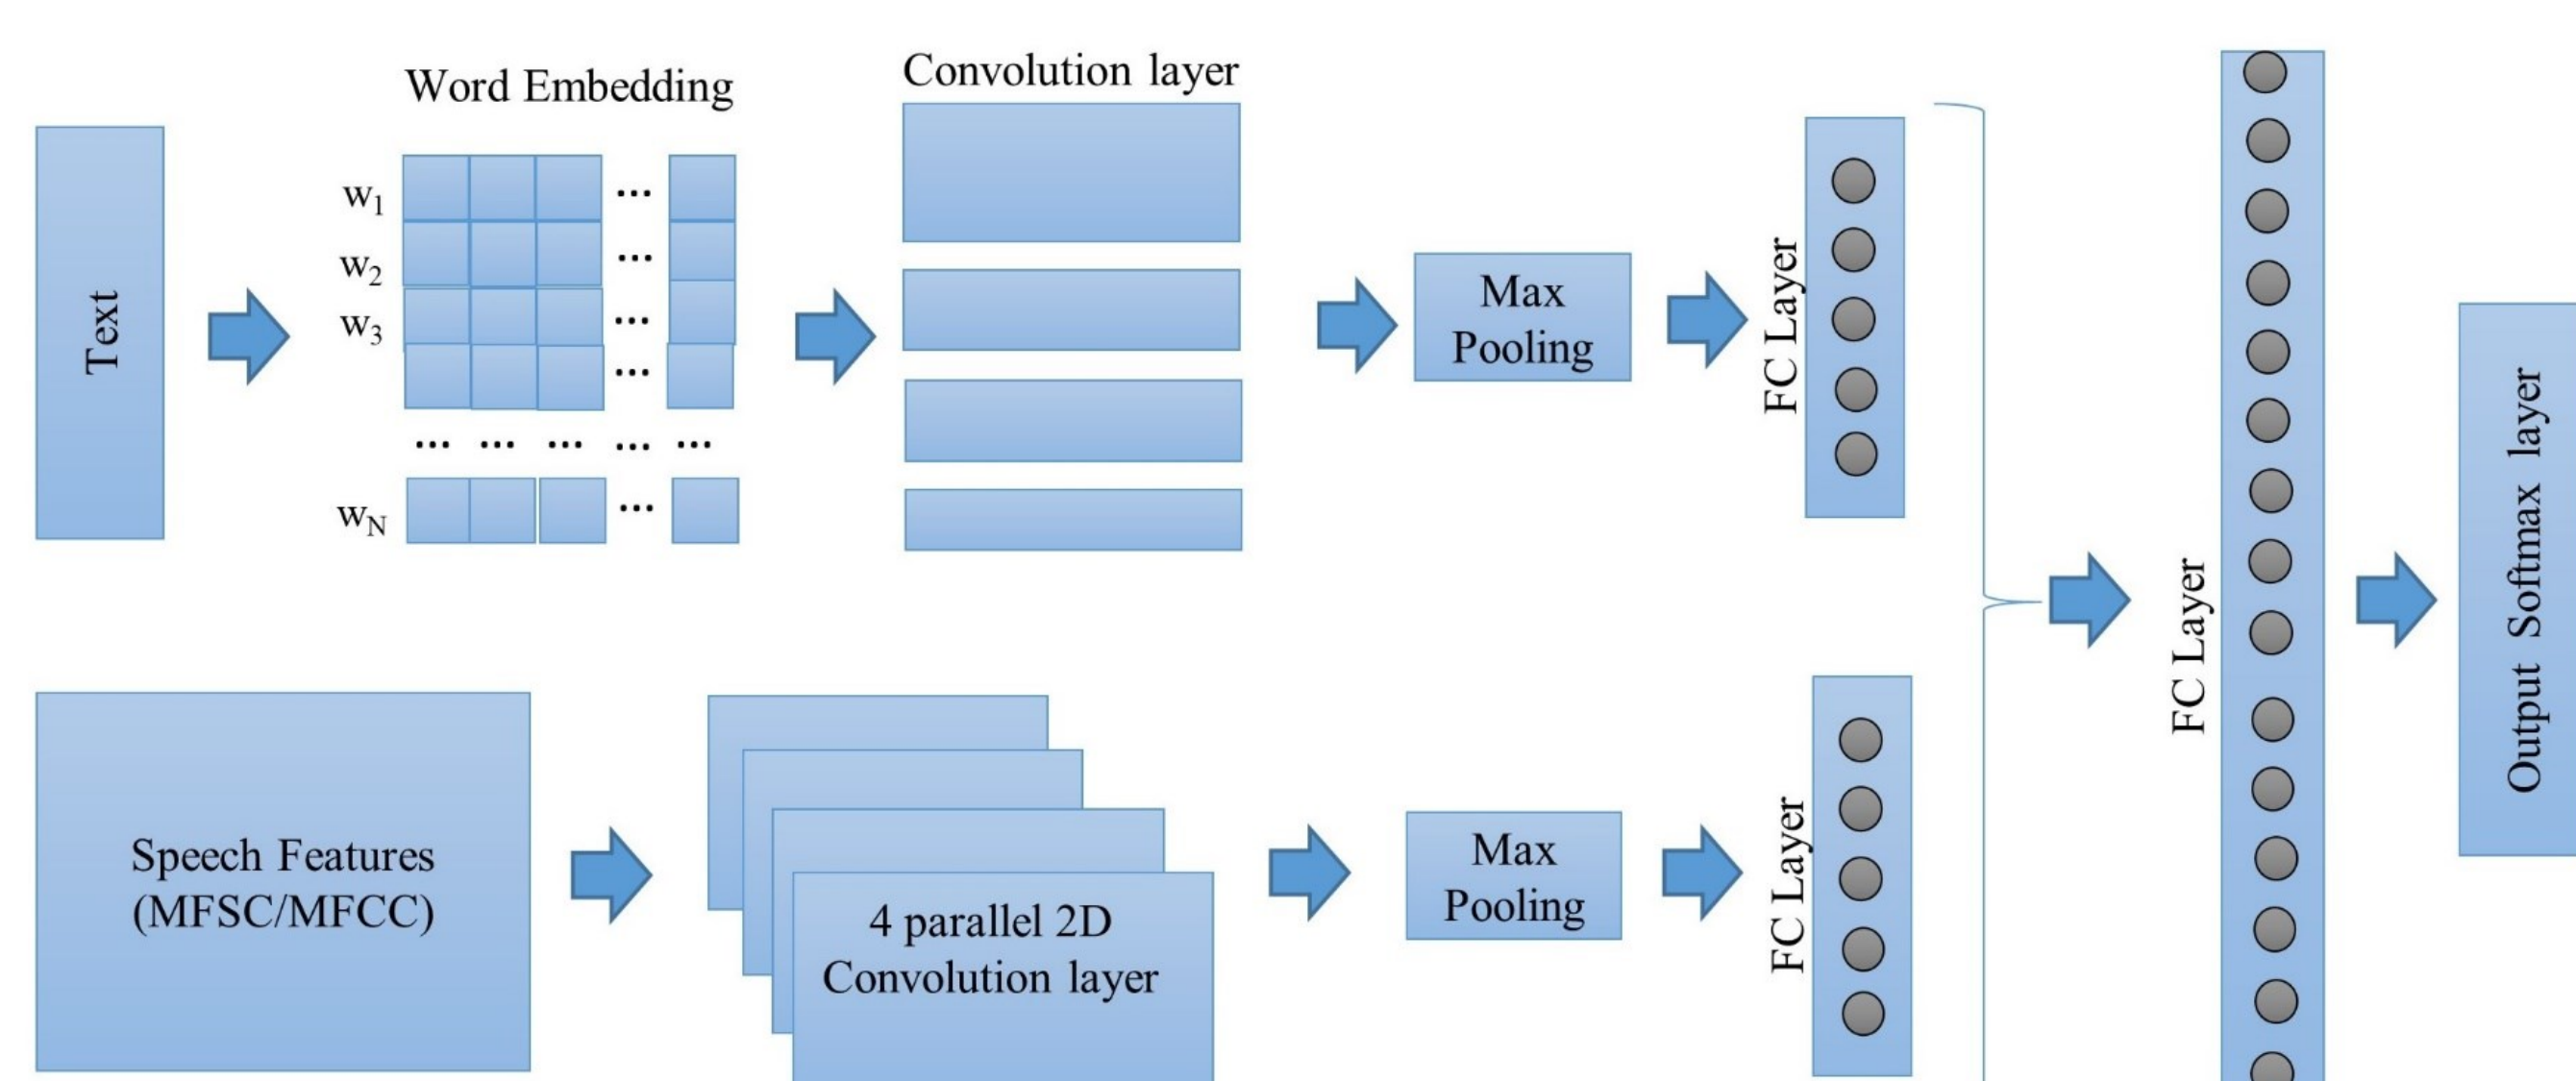 Word Embedding
Convolution layer
Text
w1
w2
w3
wN
...
Max
Pooling
FC Layer
FC Layer
Output Softmax layer
Speech Features
(MFSC/MFCC)
4 parallel 2D
Convolution layer
Max
Pooling
FC Layer